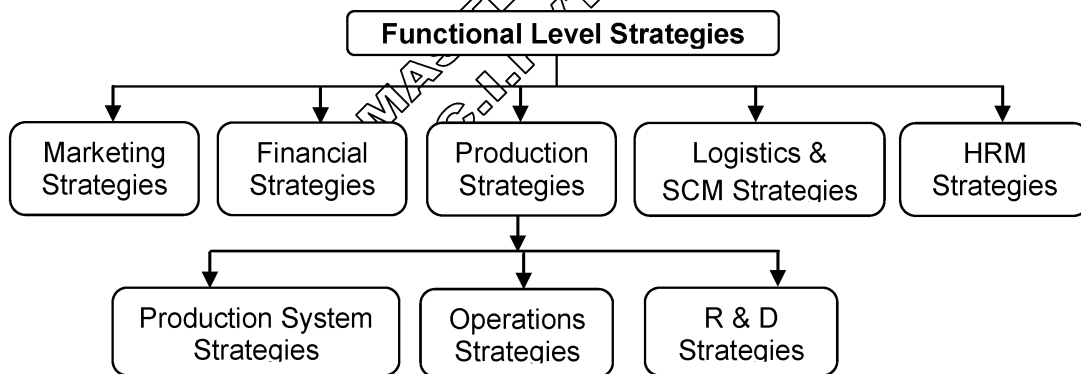 Functional Level Strategies
Marketing
Strategies
Financial
Strategies
Production
Strategies
Logistics &
SCM Strategies
HRM
Strategies
Production System
Strategies
Operations
Strategies
R & D
Strategies